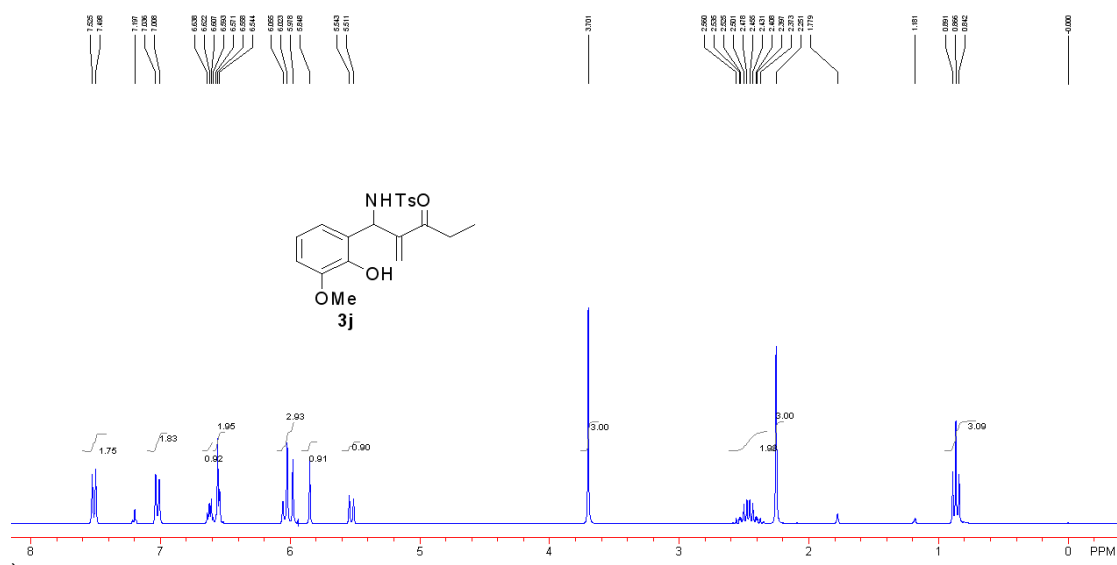 7.525 7.498 7.197 7.036 7.008 6.638 6.622 6.607 6.593 6.571 6.558 6.544 6.055 6.023 5.978 5.848 5.543 5.511 3.701 2.560 2.535 2.525 2.501 2.478 2.455 2.431 2.408 2.397 2.373 2.251 1.779 1.181 0.891 0.866 0.842 -0.000
NHTsO
OH
OMe
3j
1.75 1.83 0.92 1.95 2.93 0.91 0.90 3.00 1.98 3.00 3.09
8 7 6 5 4 3 2 1 0 PPM